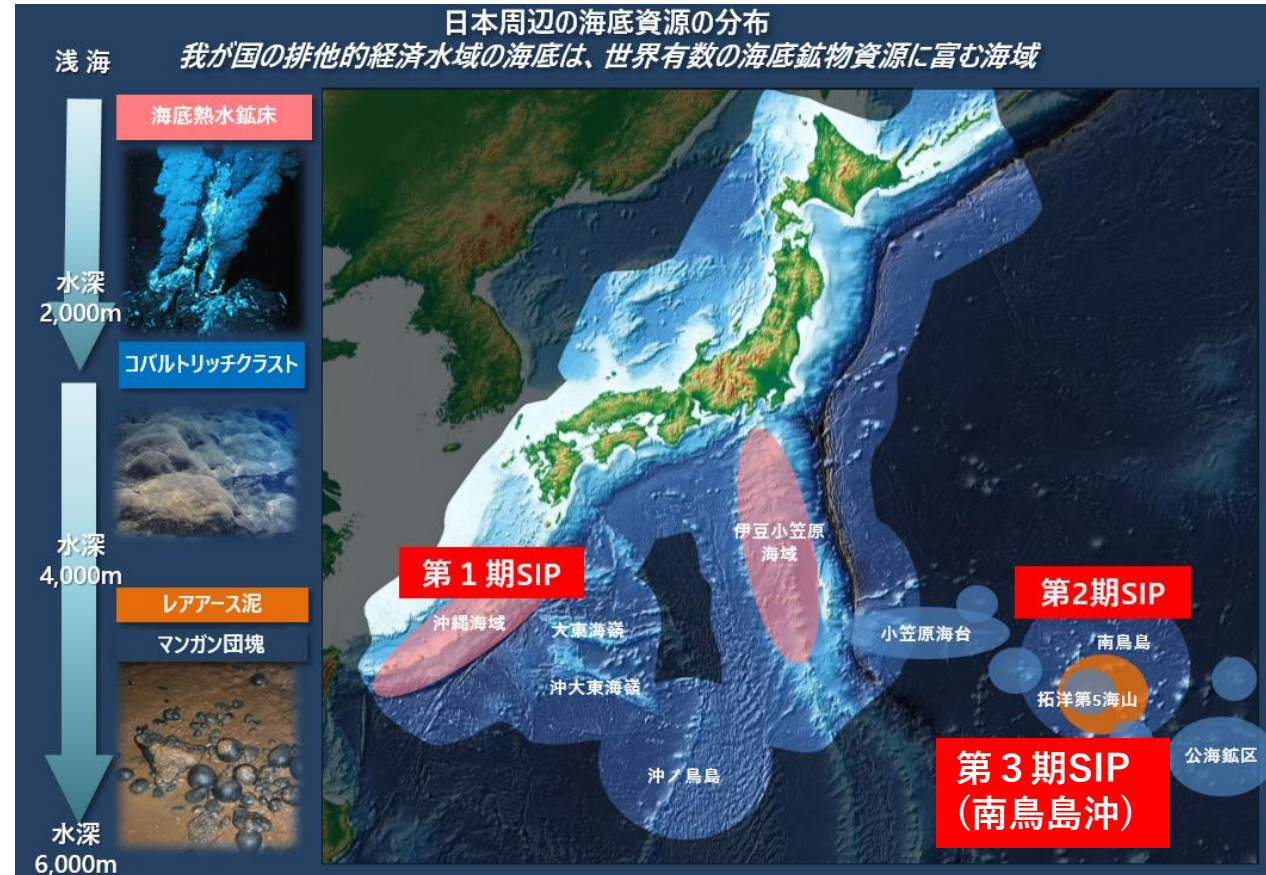 日本周辺の海底資源の分布
我が国の排他的経済水域の海底は、世界有数の海底鉱物資源に富む海域
浅海
海底熱水鉱床
水深
2,000m
コバルトリッチクラスト
水深
4,000m
レアアース泥
マンガン団塊
水深
6,000m
伊豆小笠原
海域
第１期SIP
沖縄海域
大東海嶺
沖大東海嶺
沖ノ鳥島
小笠原海台
第2期SIP
南鳥島
拓洋第5海山
公海鉱区
第３期SIP
(南鳥島沖)